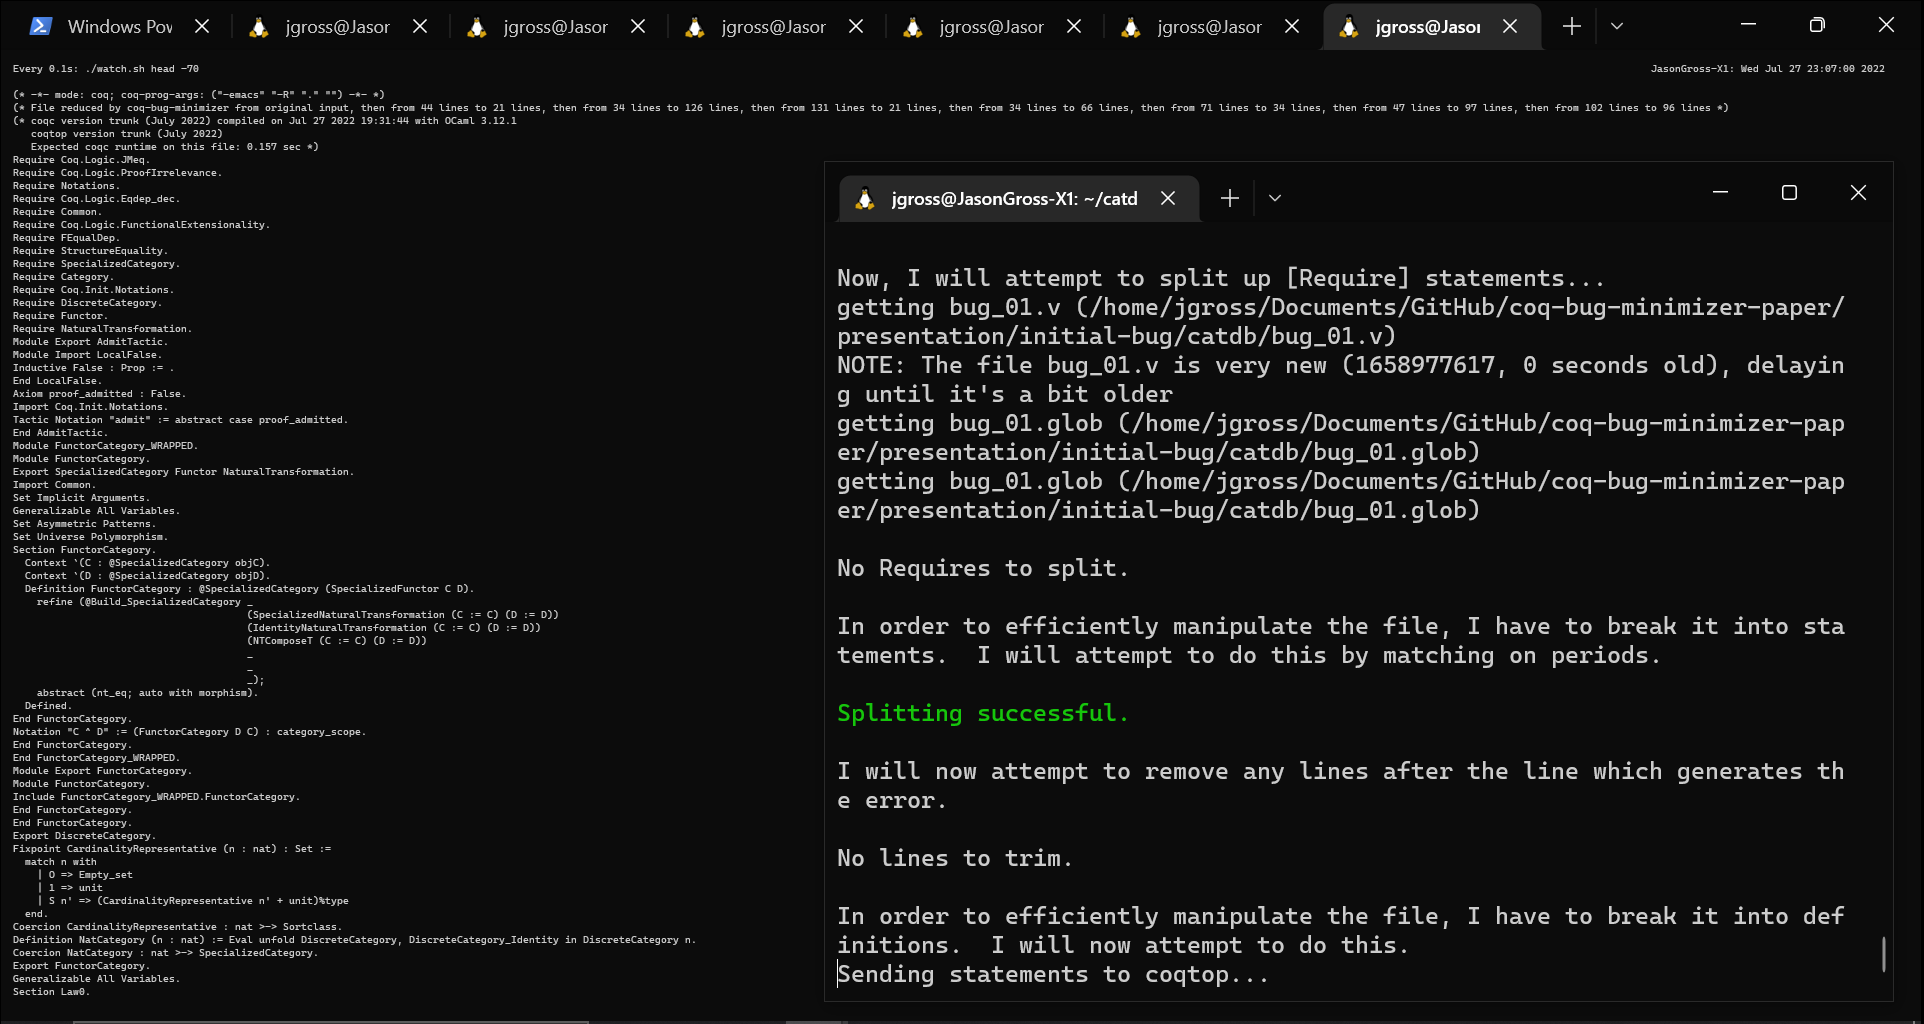 Windows Pov
jgross@Jasor
jgross@Jasor
jgross@Jasor
jgross@Jasor
jgross@Jasor
jgross@Jasor
Every 0.1s: ./watch.sh head -70
JasonGross-X1: Wed Jul 27 23:07:00 2022
(* -*- mode: coq; coq-prog-args: ("-emacs" "-R" "." "") -*- *)
(* File reduced by coq-bug-minimizer from original input, then from 44 lines to 21 lines, then from 34 lines to 126 lines, then from 131 lines to 21 lines, then from 34 lines to 66 lines, then from 71 lines to 34 lines, then from 47 lines to 97 lines, then from 102 lines to 96 lines *)
(* coqc version trunk (July 2022) compiled on Jul 27 2022 19:31:44 with OCaml 3.12.1
coqtop version trunk (July 2022)
Expected coqc runtime on this file: 0.157 sec *)
Require Coq.Logic.JMeq.
Require Coq.Logic.ProofIrrelevance.
Require Notations.
Require Coq.Logic.Eqdep_dec.
Require Common.
Require Coq.Logic.FunctionalExtensionality.
Require FEqualDep.
Require StructureEquality.
Require SpecializedCategory.
Require Category.
Require Coq.Init.Notations.
Require DiscreteCategory.
Require Functor.
Require NaturalTransformation.
Module Export AdmitTactic.
Module Import LocalFalse.
Inductive False : Prop := .
End LocalFalse.
Axiom proof_admitted : False.
Import Coq.Init.Notations.
Tactic Notation "admit" := abstract case proof_admitted.
End AdmitTactic.
Module FunctorCategory_WRAPPED.
Module FunctorCategory.
Export SpecializedCategory Functor NaturalTransformation.
Import Common.
Set Implicit Arguments.
Generalizable All Variables.
Set Asymmetric Patterns.
Set Universe Polymorphism.
Section FunctorCategory.
Context `(C : @SpecializedCategory objC).
Context `(D : @SpecializedCategory objD).
Definition FunctorCategory : @SpecializedCategory (SpecializedFunctor C D).
refine (@Build_SpecializedCategory _
(SpecializedNaturalTransformation (C := C) (D := D))
(IdentityNaturalTransformation (C := C) (D := D))
(NTComposeT (C := C) (D := D))
_
_
_);
abstract (nt_eq; auto with morphism).
Defined.
End FunctorCategory.
Notation "C ^ D" := (FunctorCategory D C) : category_scope.
End FunctorCategory.
End FunctorCategory_WRAPPED.
Module Export FunctorCategory.
Module FunctorCategory.
Include FunctorCategory_WRAPPED.FunctorCategory.
End FunctorCategory.
End FunctorCategory.
Export DiscreteCategory.
Fixpoint CardinalityRepresentative (n : nat) : Set :=
match n with
| O => Empty_set
| 1 => unit
| S n' => (CardinalityRepresentative n' + unit)%type
end.
Coercion CardinalityRepresentative : nat >-> Sortclass.
Definition NatCategory (n : nat) := Eval unfold DiscreteCategory, DiscreteCategory_Identity in DiscreteCategory n.
Coercion NatCategory : nat >-> SpecializedCategory.
Export FunctorCategory.
Generalizable All Variables.
Section Law0.
jgross@JasonGross-X1: ~/catd
Now, I will attempt to split up [Require] statements...
getting bug_01.v (/home/jgross/Documents/GitHub/coq-bug-minimizer-paper/
presentation/initial-bug/catdb/bug_01.v)
NOTE: The file bug_01.v is very new (1658977617, 0 seconds old), delayin
g until it's a bit older
getting bug_01.glob (/home/jgross/Documents/GitHub/coq-bug-minimizer-pap
er/presentation/initial-bug/catdb/bug_01.glob)
getting bug_01.glob (/home/jgross/Documents/GitHub/coq-bug-minimizer-pap
er/presentation/initial-bug/catdb/bug_01.glob)
No Requires to split.
In order to efficiently manipulate the file, I have to break it into sta
tements.  I will attempt to do this by matching on periods.
Splitting successful.
I will now attempt to remove any lines after the line which generates th
e error.
No lines to trim.
In order to efficiently manipulate the file, I have to break it into def
initions.  I will now attempt to do this.
Sending statements to coqtop...